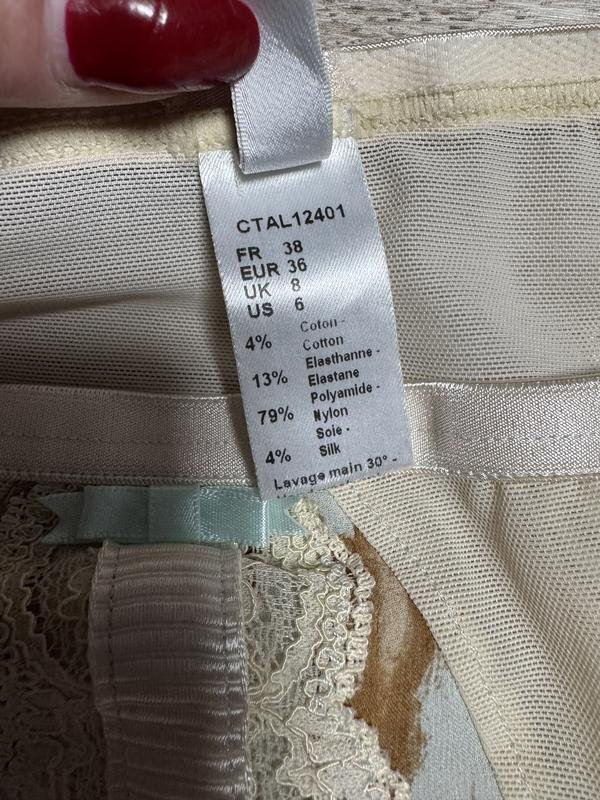 CTAL12401
FR 38
EUR 36
UK 8
US 6
4% Coton -
Cotton
Elasthanne -
13% Elastane
Polyamide -
79% Nylon
Soie -
4% Silk
Lavage main 30° -